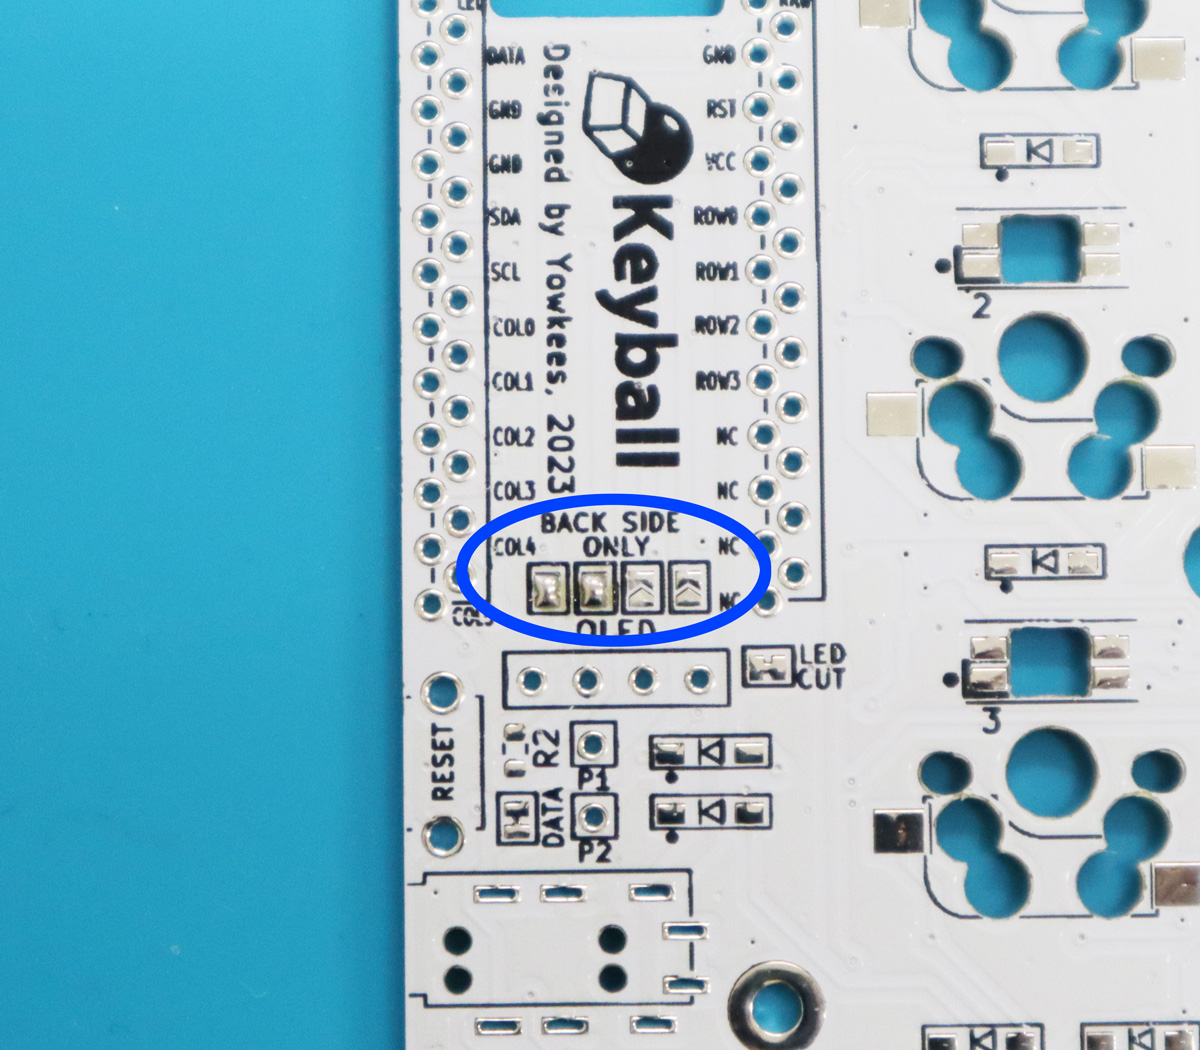 LED
RAW
DATA
GND
GND
GND
RST
VCC
SDA
ROW0
SCL
ROW1
COL0
ROW2
COL1
ROW3
COL2
NC
COL3
NC
COL4
NC
NC
Designed by Yowkees, 2023
Keyball
BACK SIDE
ONLY
OLED
LED
CUT
RESET
R2
P1
DATA
P2
2
3